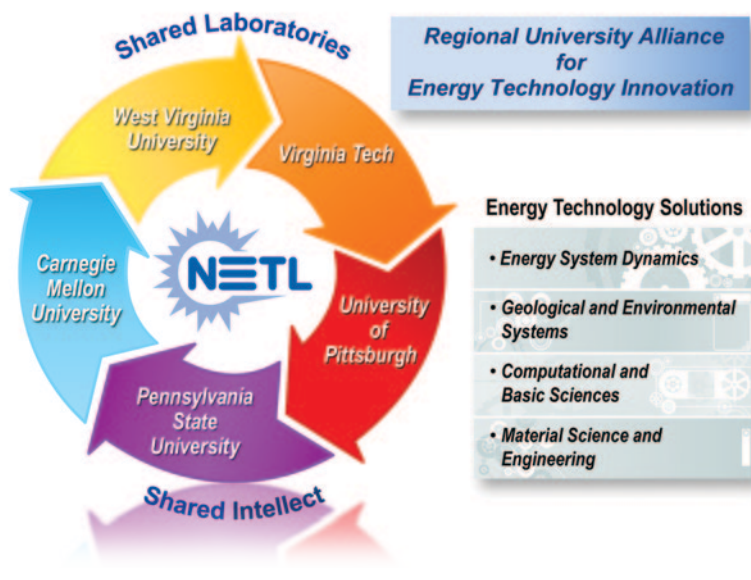 Shared Laboratories
Regional University Alliance
for
Energy Technology Innovation
West Virginia
University
Virginia Tech
Carnegie
Mellon
University
NETL
University
of
Pittsburgh
Pennsylvania
State
University
Shared Intellect
Energy Technology Solutions
• Energy System Dynamics
• Geological and Environmental
Systems
• Computational and
Basic Sciences
• Material Science and
Engineering